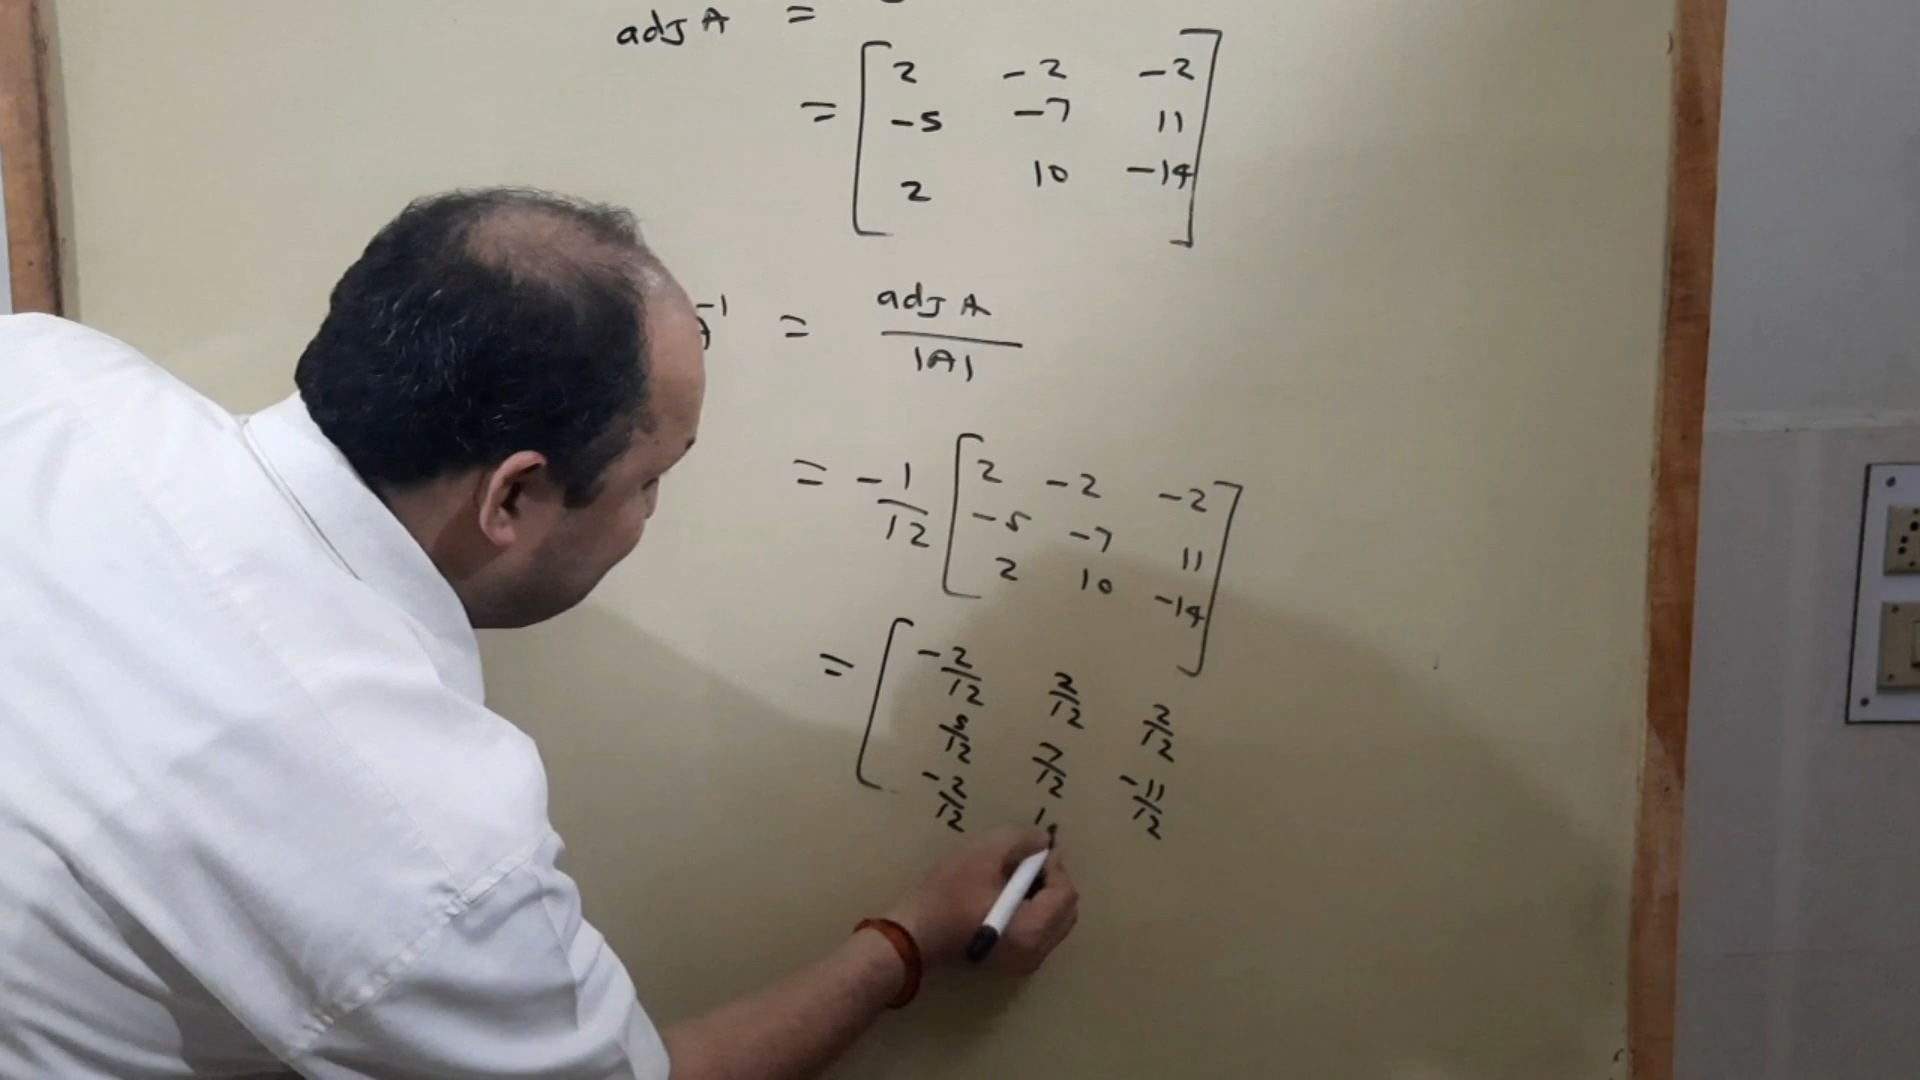 adj A =
= [ 2 -2 -2
-5 -7 11
2 10 -14 ]
-1 = adj A / |A|
= -1/12 [ 2 -2 -2
-5 -7 11
2 10 -14 ]
= [ -2/12 2/12 2/12
5/12 7/12 -11/12
-2/12